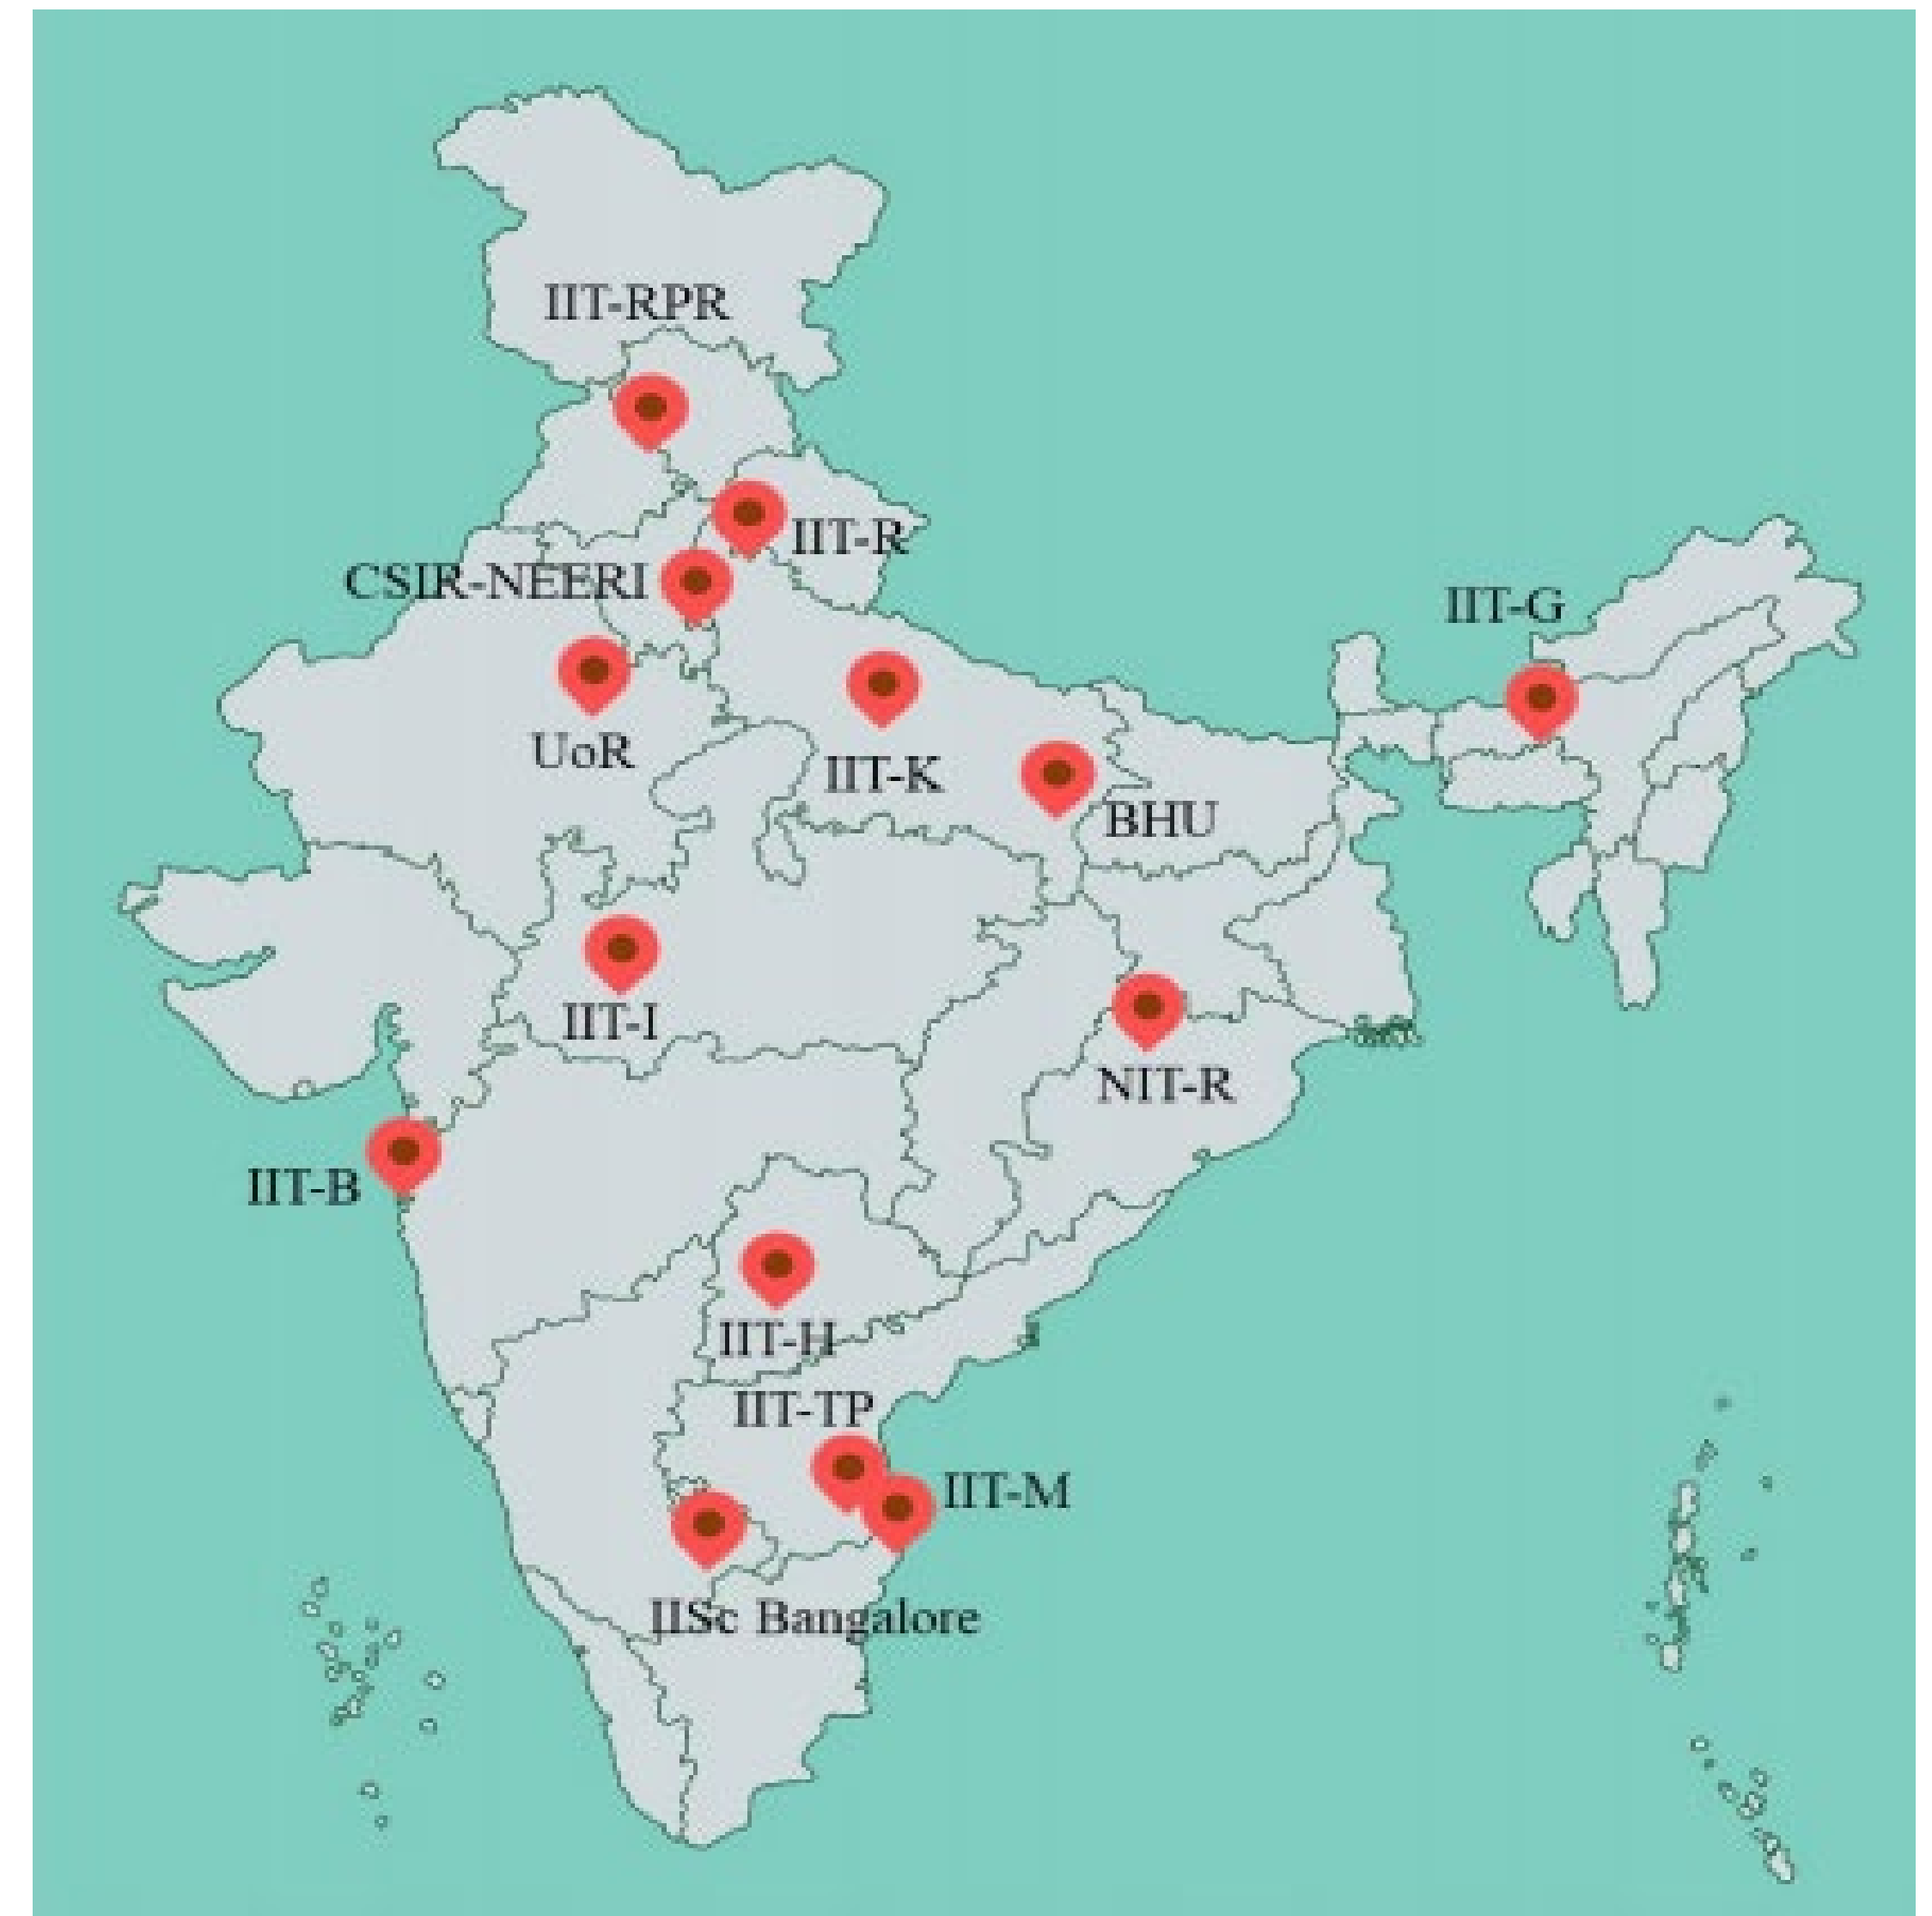 IIT-RPR
IIT-R
CSIR-NEERI
IIT-G
UoR
IIT-K
BHU
IIT-I
NIT-R
IIT-B
IIT-H
IIT-TP
IIT-M
IISc Bangalore